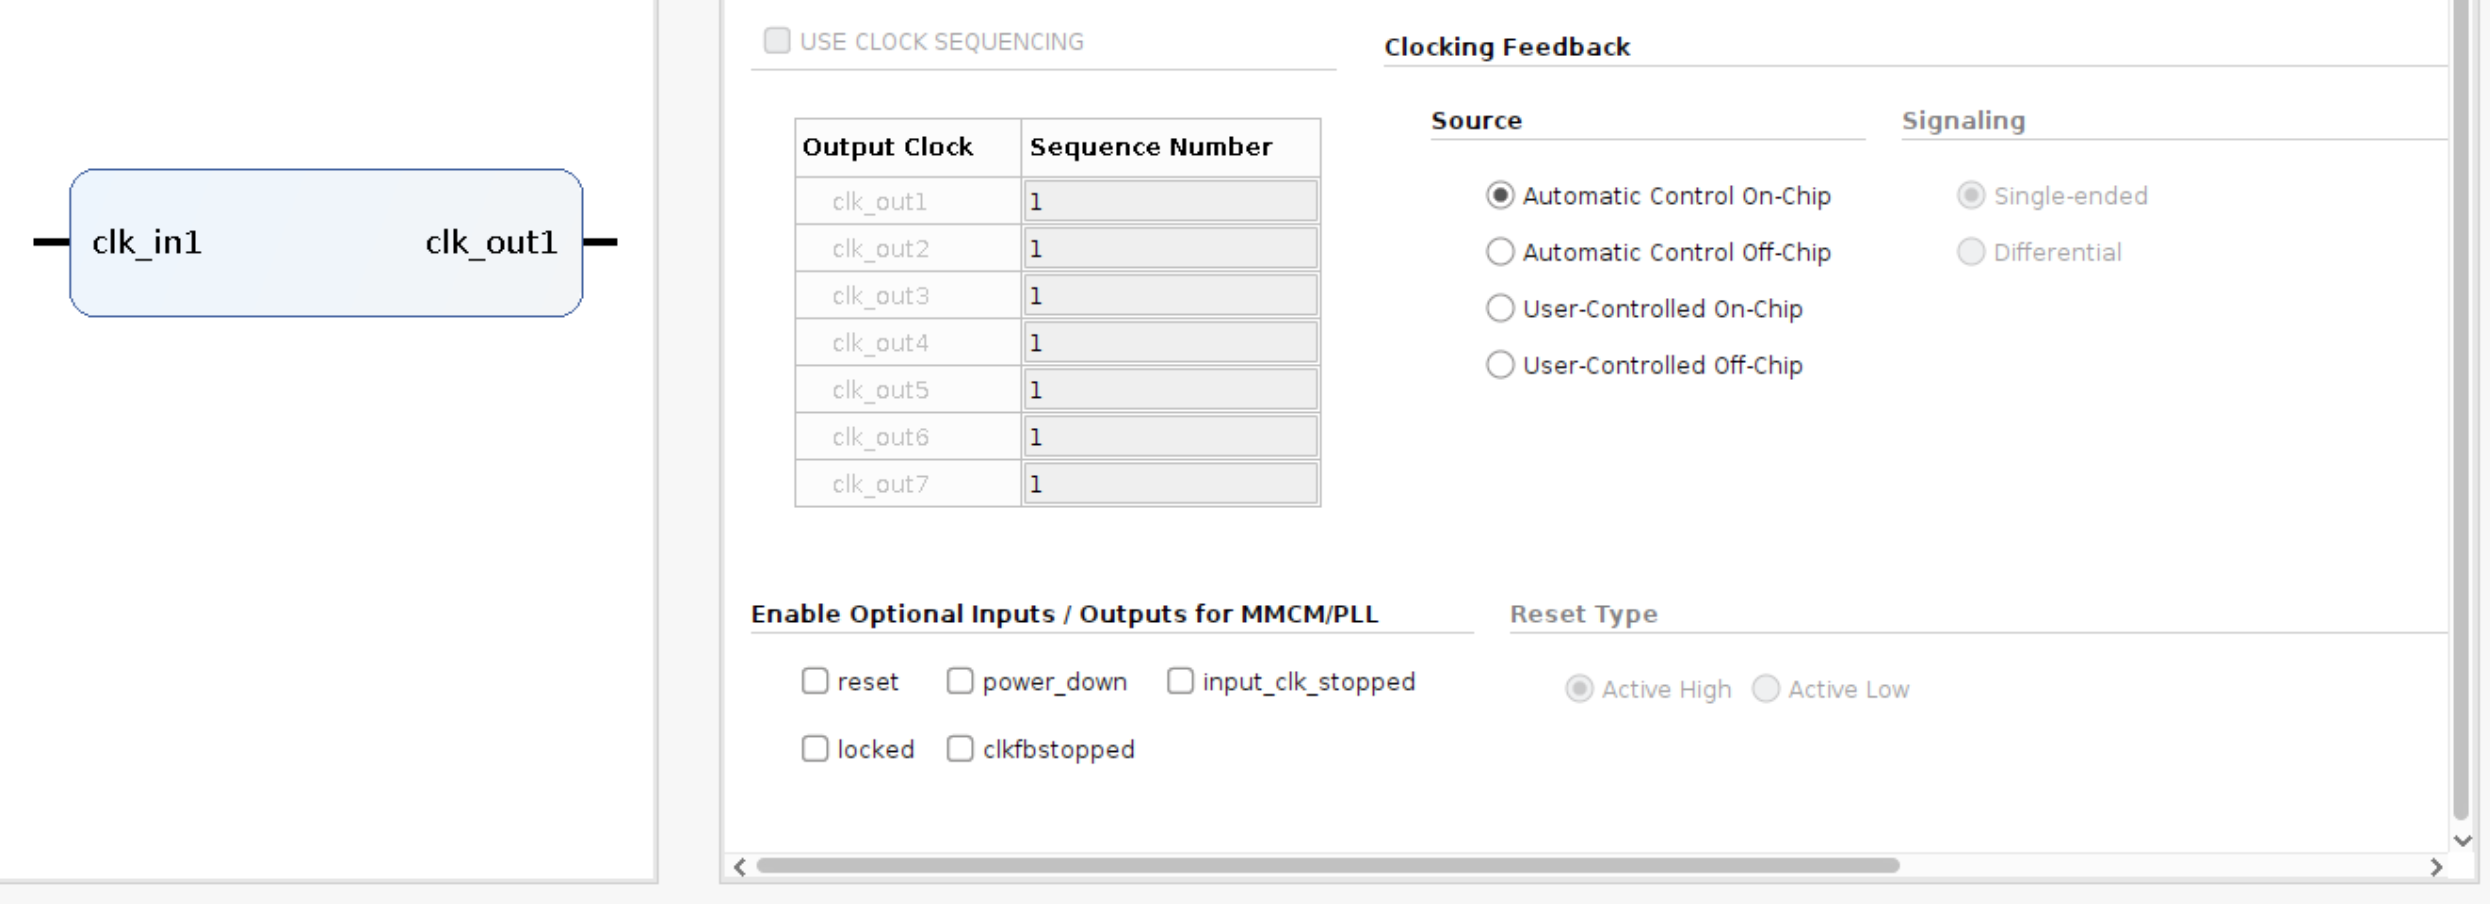 clk_in1
clk_out1
USE CLOCK SEQUENCING
Output Clock Sequence Number
clk_out1 1
clk_out2 1
clk_out3 1
clk_out4 1
clk_out5 1
clk_out6 1
clk_out7 1
Clocking Feedback
Source
Automatic Control On-Chip
Automatic Control Off-Chip
User-Controlled On-Chip
User-Controlled Off-Chip
Signaling
Single-ended
Differential
Enable Optional Inputs / Outputs for MMCM/PLL
reset power_down input_clk_stopped
locked clkfbstopped
Reset Type
Active High Active Low